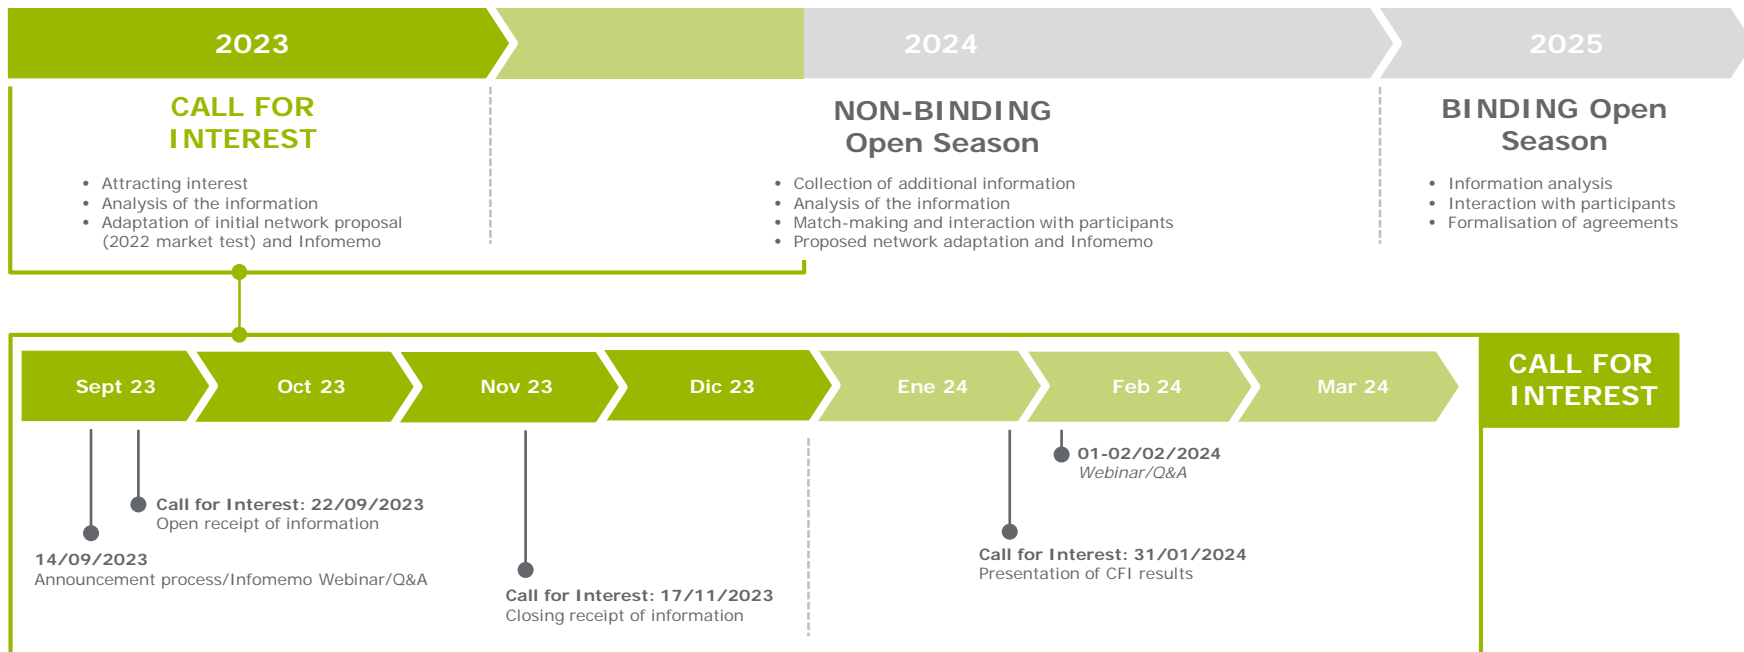 2023
2024
2025
CALL FOR
INTEREST
• Attracting interest
• Analysis of the information
• Adaptation of initial network proposal
(2022 market test) and Infomemo
NON-BINDING
Open Season
• Collection of additional information
• Analysis of the information
• Match-making and interaction with participants
• Proposed network adaptation and Infomemo
BINDING Open
Season
• Information analysis
• Interaction with participants
• Formalisation of agreements
CALL FOR
INTEREST
Sept 23
Oct 23
Nov 23
Dic 23
Ene 24
Feb 24
Mar 24
14/09/2023
Announcement process/Infomemo Webinar/Q&A
Call for Interest: 22/09/2023
Open receipt of information
Call for Interest: 17/11/2023
Closing receipt of information
Call for Interest: 31/01/2024
Presentation of CFI results
01-02/02/2024
Webinar/Q&A